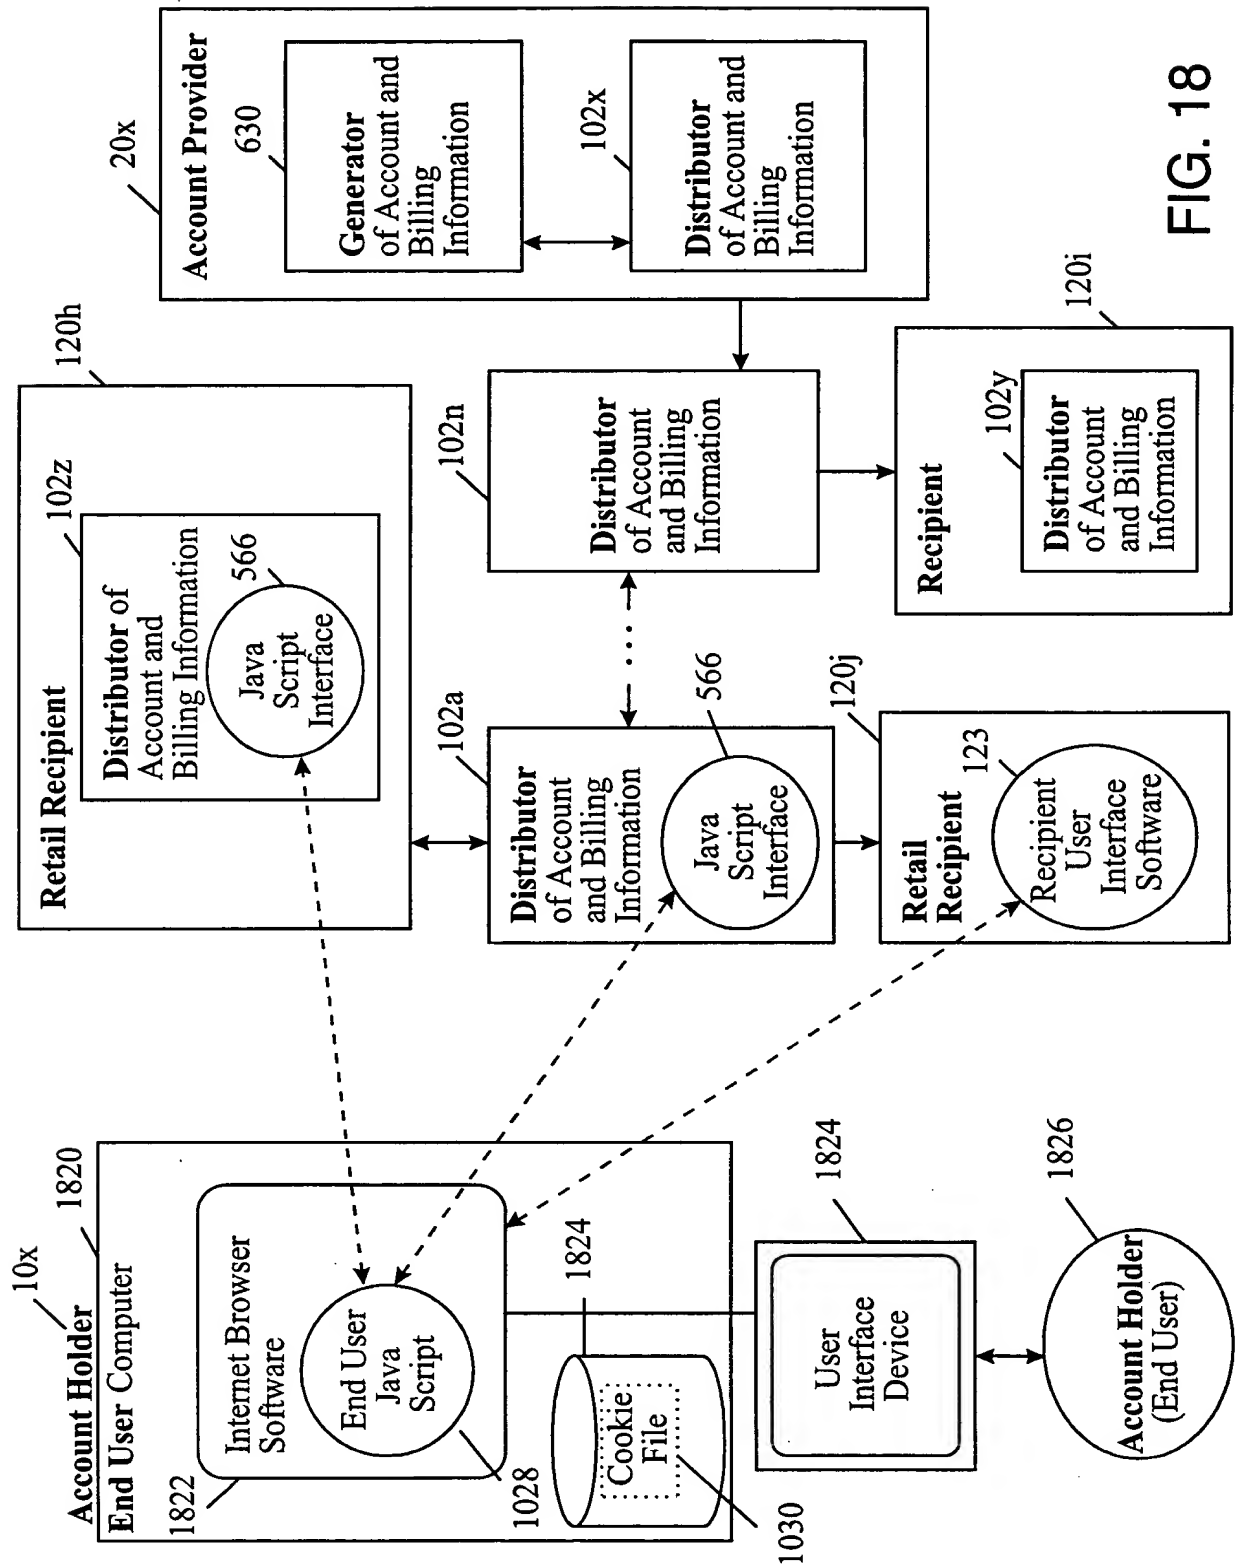 Account Holder
10x
End User Computer
1820
Internet Browser
Software
1822
End User
Java
Script
1028
Cookie
File
1824
1030
User
Interface
Device
1824
Account Holder
(End User)
1826
Retail Recipient
120h
Distributor of
Account and
Billing Information
102z
Java
Script
Interface
566
Distributor
of Account
and Billing
Information
102a
Java
Script
Interface
566
Retail
Recipient
120j
Recipient
User
Interface
Software
123
Distributor
of Account
and Billing
Information
102n
Recipient
120i
Distributor
of Account
and Billing
Information
102y
Account Provider
20x
Generator
of Account and
Billing
Information
630
Distributor
of Account and
Billing
Information
102x
FIG. 18